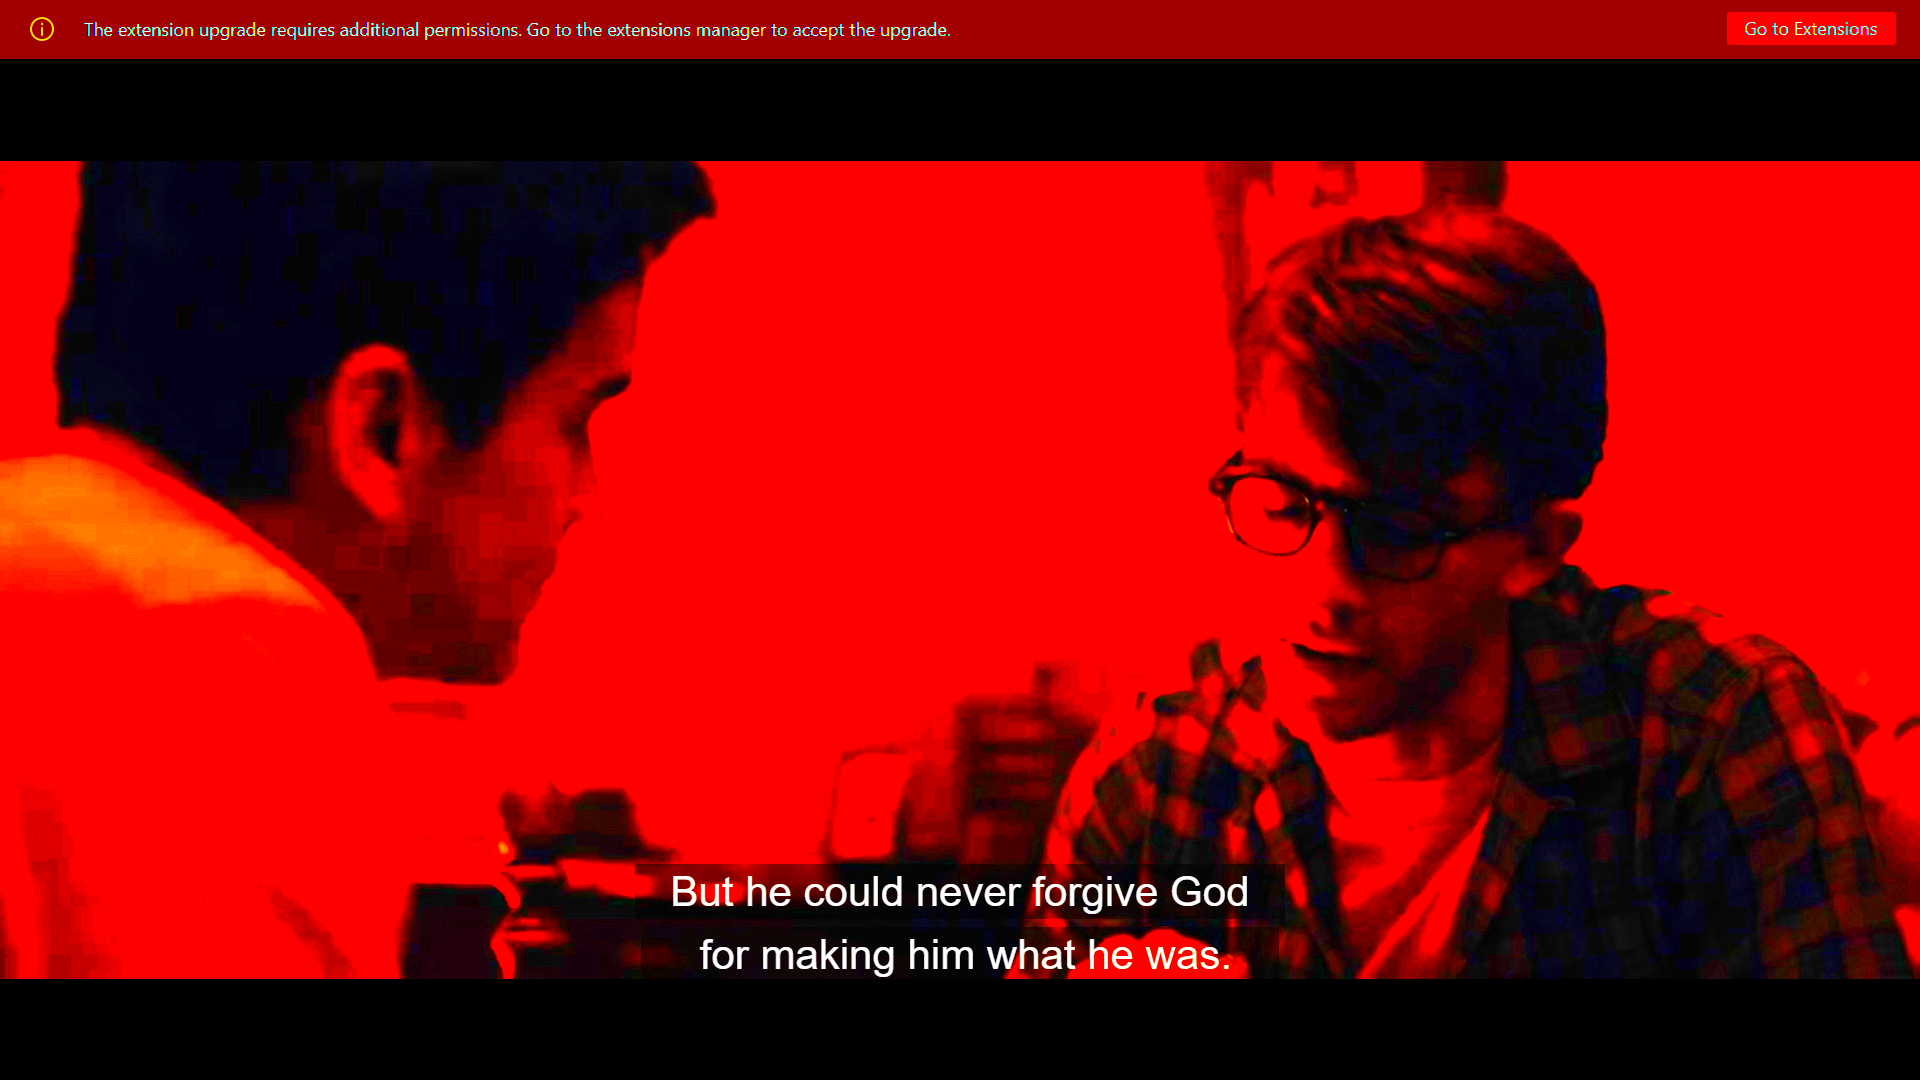 The extension upgrade requires additional permissions. Go to the extensions manager to accept the upgrade.
Go to Extensions
But he could never forgive God
for making him what he was.